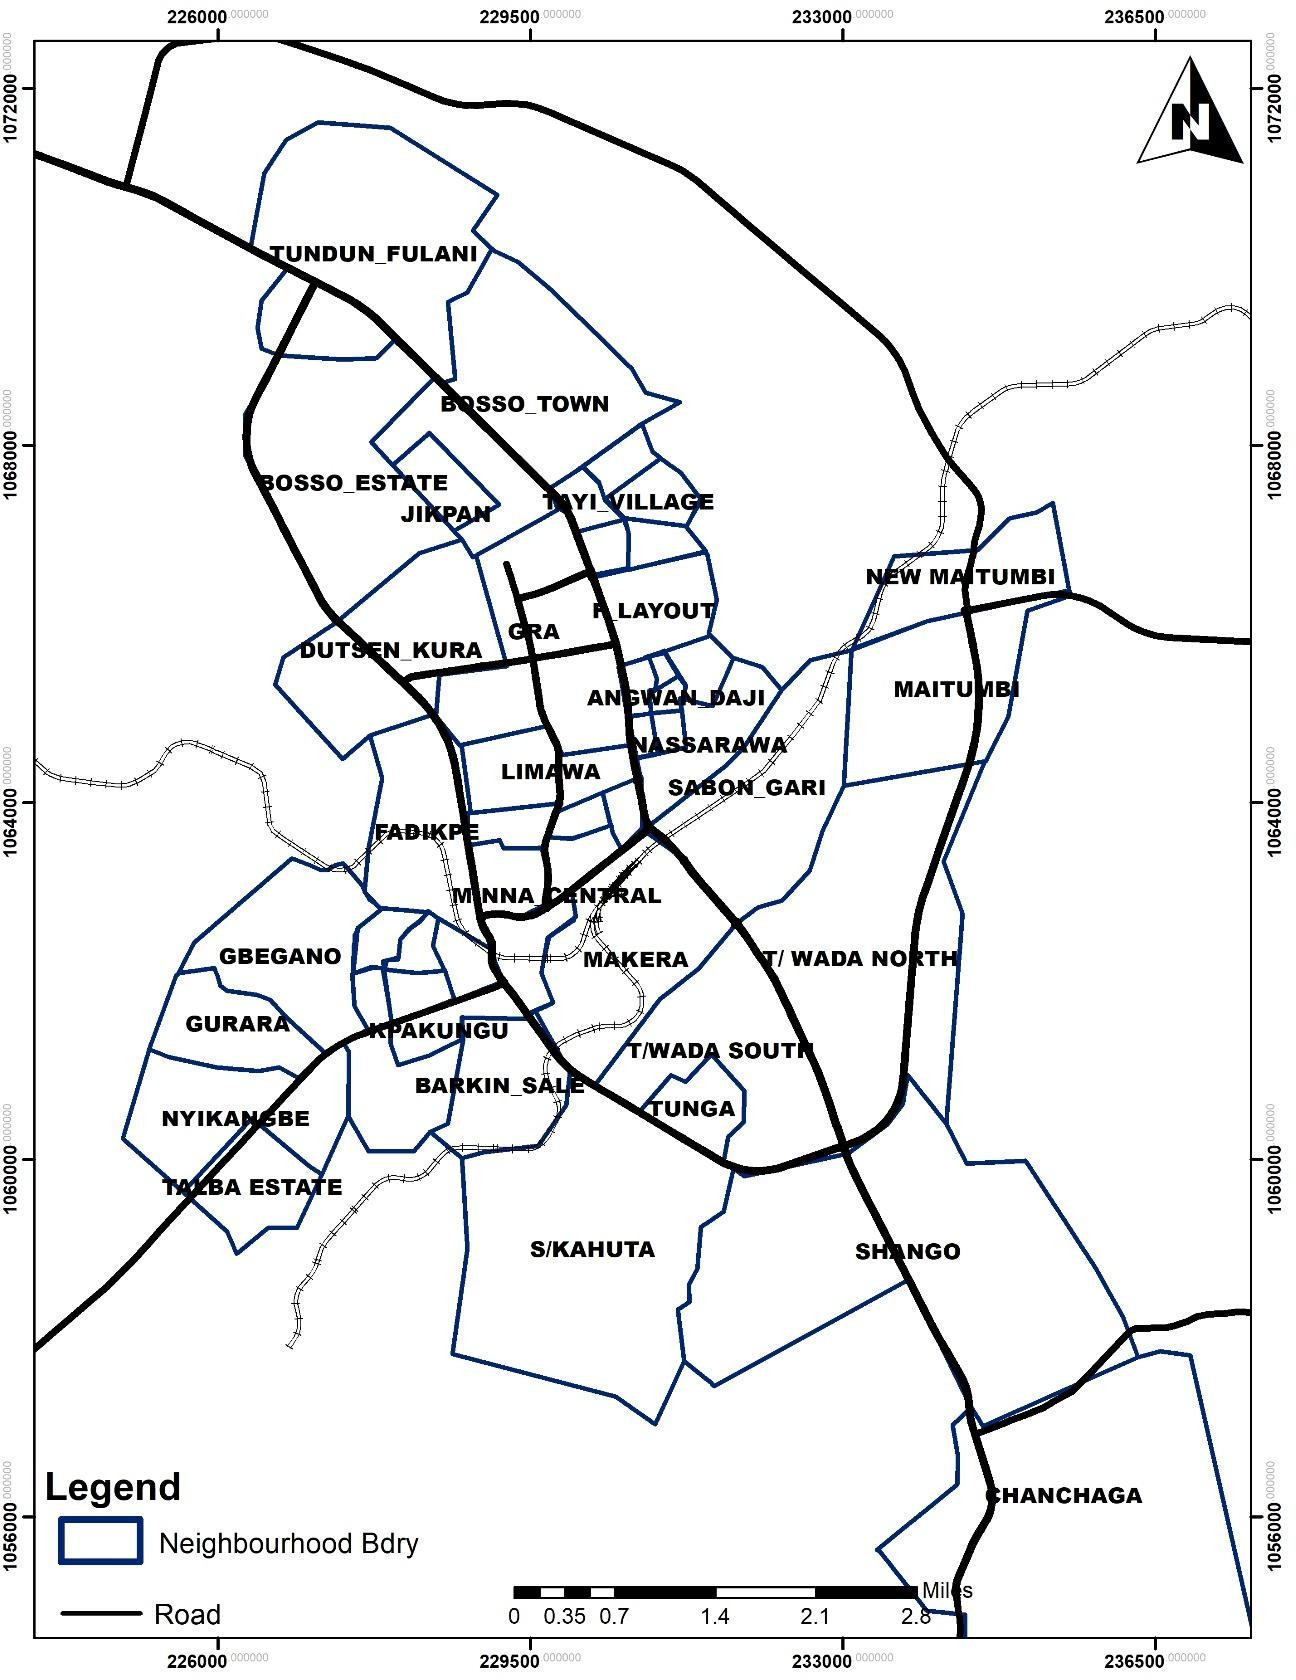 226000.000000 229500.000000 233000.000000 236500.000000
1072000.000000
1072000.000000
N
TUNDUN_FULANI
BOSSO_TOWN
1068000.000000
1068000.000000
BOSSO_ESTATE
TAYI_VILLAGE
JIKPAN
NEW MAITUMBI
F_LAYOUT
GRA
DUTSEN_KURA
MAITUMBI
ANGWAN_DAJI
NASSARAWA
LIMAWA
SABON_GARI
1064000.000000
1064000.000000
FADIKPE
MINNA CENTRAL
GBEGANO
MAKERA
T/ WADA NORTH
GURARA
KPAKUNGU
T/WADA SOUTH
BARKIN_SALE
TUNGA
NYIKANGBE
1060000.000000
1060000.000000
TALBA ESTATE
S/KAHUTA
SHANGO
CHANCHAGA
1056000.000000
1056000.000000
Legend
Neighbourhood Bdry
Road
Miles
0 0.35 0.7 1.4 2.1 2.8
226000.000000 229500.000000 233000.000000 236500.000000